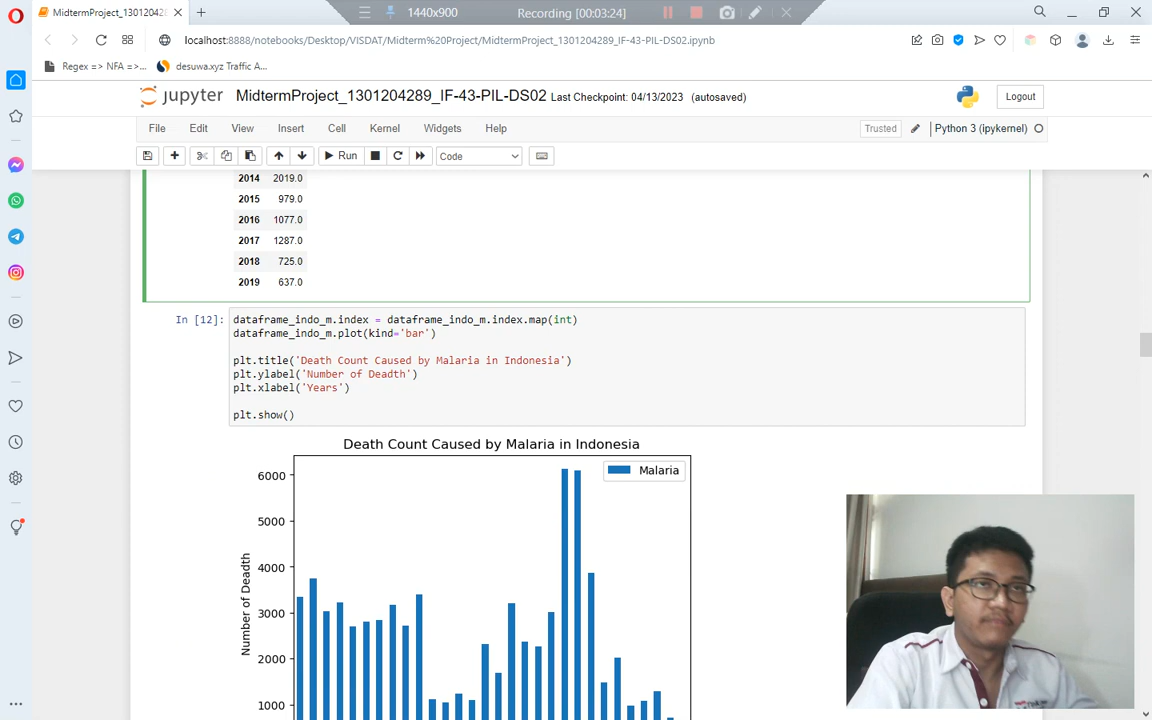 MidtermProject_1301204289
1440x900
Recording [00:03:24]
localhost:8888/notebooks/Desktop/VISDAT/Midterm%20Project/MidtermProject_1301204289_IF-43-PIL-DS02.ipynb
Regex => NFA =>...
desuwa.xyz Traffic A...
jupyter MidtermProject_1301204289_IF-43-PIL-DS02 Last Checkpoint: 04/13/2023 (autosaved)
Logout
File Edit View Insert Cell Kernel Widgets Help
Trusted
Python 3 (ipykernel)
Run
Code
2014 2019.0
2015 979.0
2016 1077.0
2017 1287.0
2018 725.0
2019 637.0
In [12]: dataframe_indo_m.index = dataframe_indo_m.index.map(int)
dataframe_indo_m.plot(kind='bar')
plt.title('Death Count Caused by Malaria in Indonesia')
plt.ylabel('Number of Deadth')
plt.xlabel('Years')
plt.show()
Death Count Caused by Malaria in Indonesia
Malaria
6000
5000
4000
3000
2000
1000
Number of Deadth